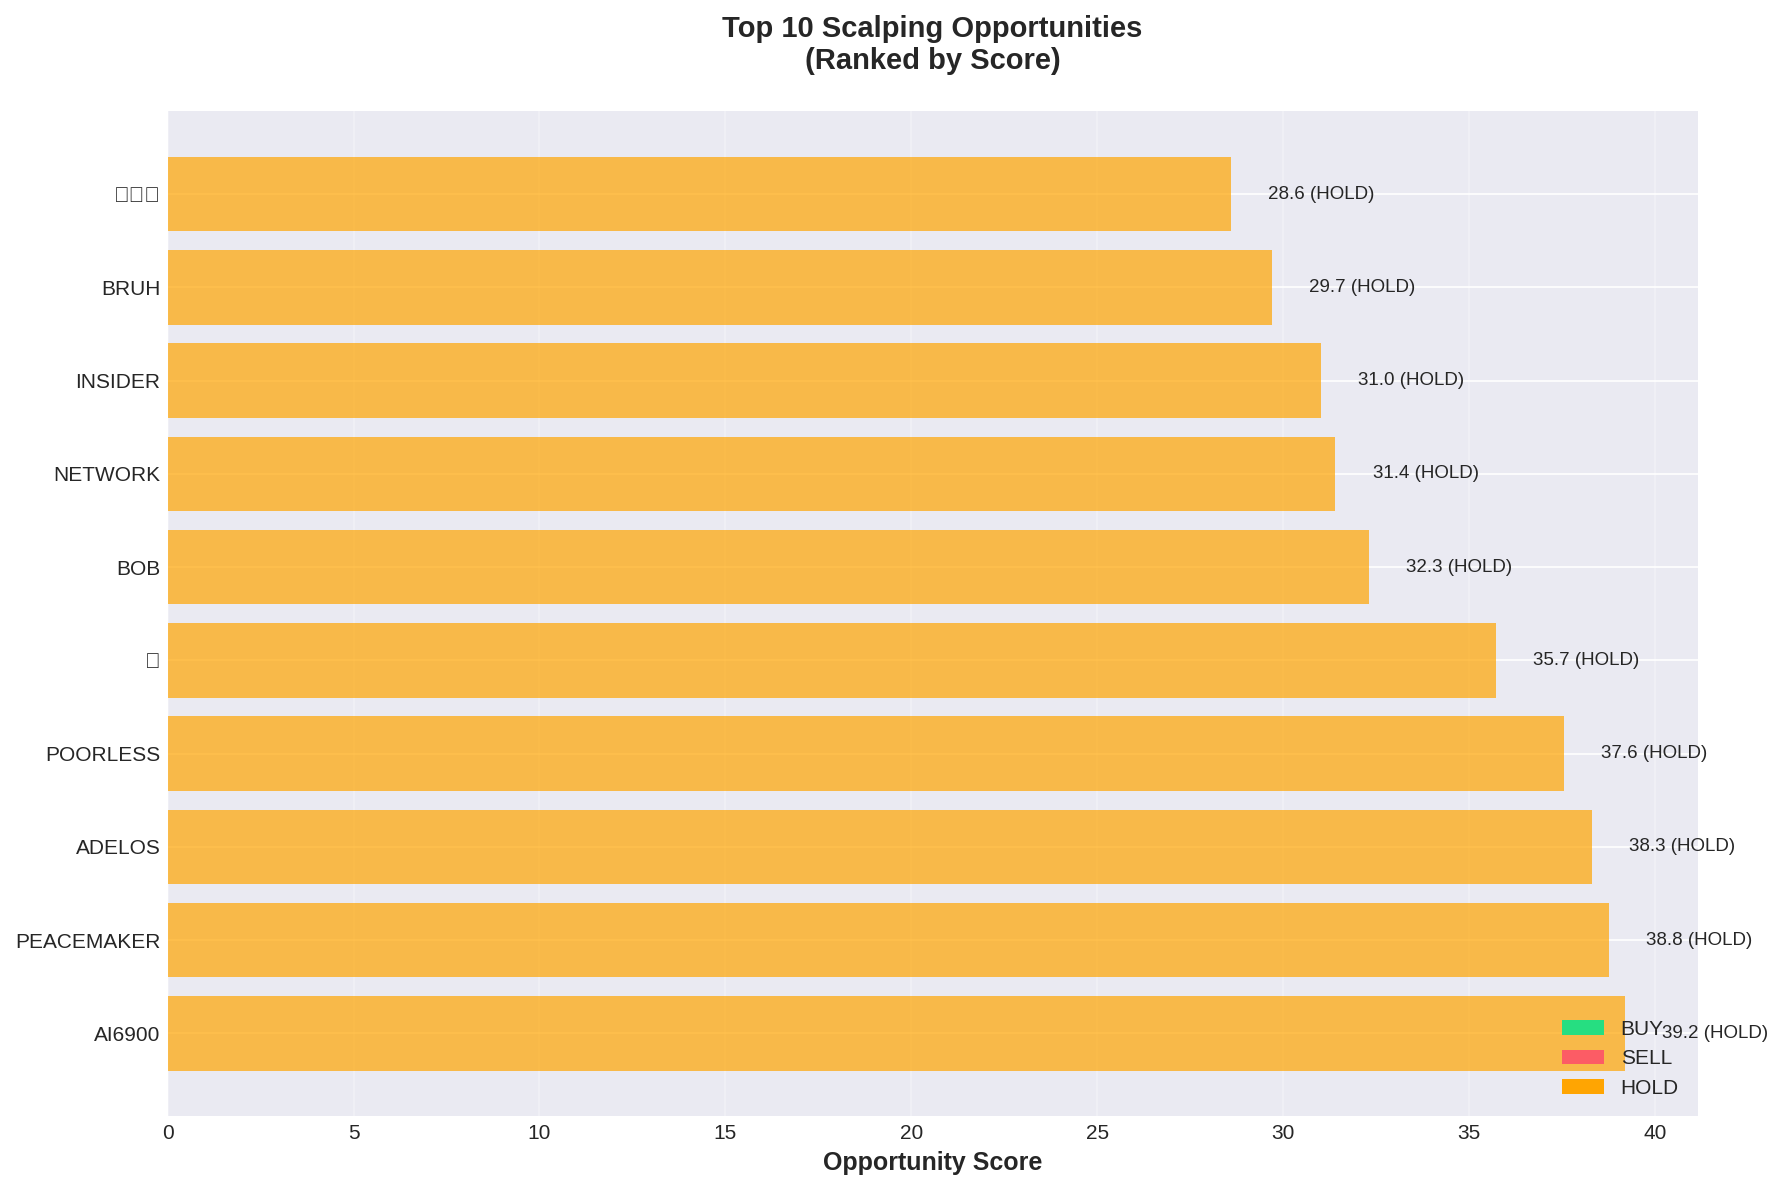 Top 10 Scalping Opportunities
(Ranked by Score)
28.6 (HOLD)
BRUH 29.7 (HOLD)
INSIDER 31.0 (HOLD)
NETWORK 31.4 (HOLD)
BOB 32.3 (HOLD)
35.7 (HOLD)
POORLESS 37.6 (HOLD)
ADELOS 38.3 (HOLD)
PEACEMAKER 38.8 (HOLD)
AI6900 39.2 (HOLD)
BUY
SELL
HOLD
0 5 10 15 20 25 30 35 40
Opportunity Score